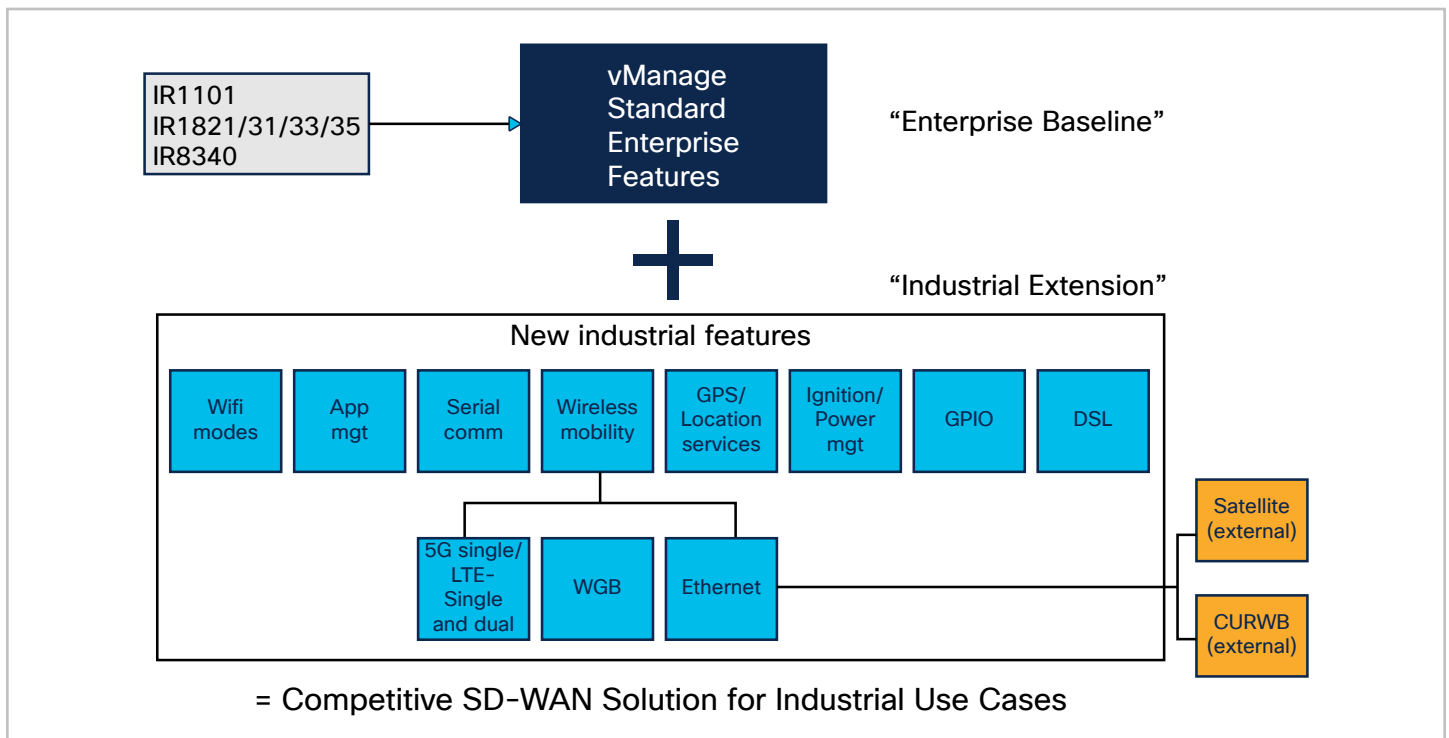 IR1101
IR1821/31/33/35
IR8340
vManage
Standard
Enterprise
Features
“Enterprise Baseline”
“Industrial Extension”
New industrial features
Wifi
modes
App
mgt
Serial
comm
Wireless
mobility
GPS/
Location
services
Ignition/
Power
mgt
GPIO
DSL
5G single/
LTE-
Single
and dual
WGB
Ethernet
Satellite
(external)
CURWB
(external)
= Competitive SD-WAN Solution for Industrial Use Cases